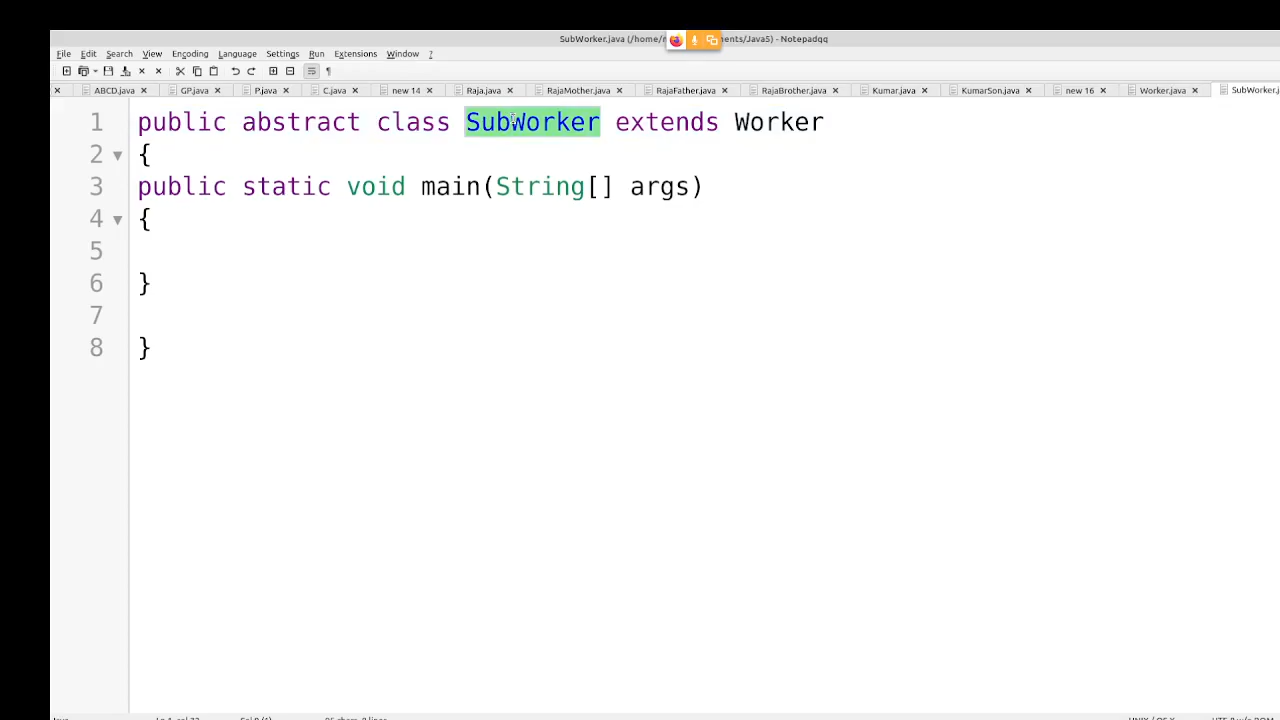 SubWorker.java (/home/ ments/Java5) - Notepadqq
File Edit Search View Encoding Language Settings Run Extensions Window ?
ABCD.java GP.java P.java C.java new 14 Raja.java RajaMother.java RajaFather.java RajaBrother.java Kumar.java KumarSon.java new 16 Worker.java SubWorker.j
1 public abstract class SubWorker extends Worker
2 {
3 public static void main(String[] args)
4 {
5
6 }
7
8 }